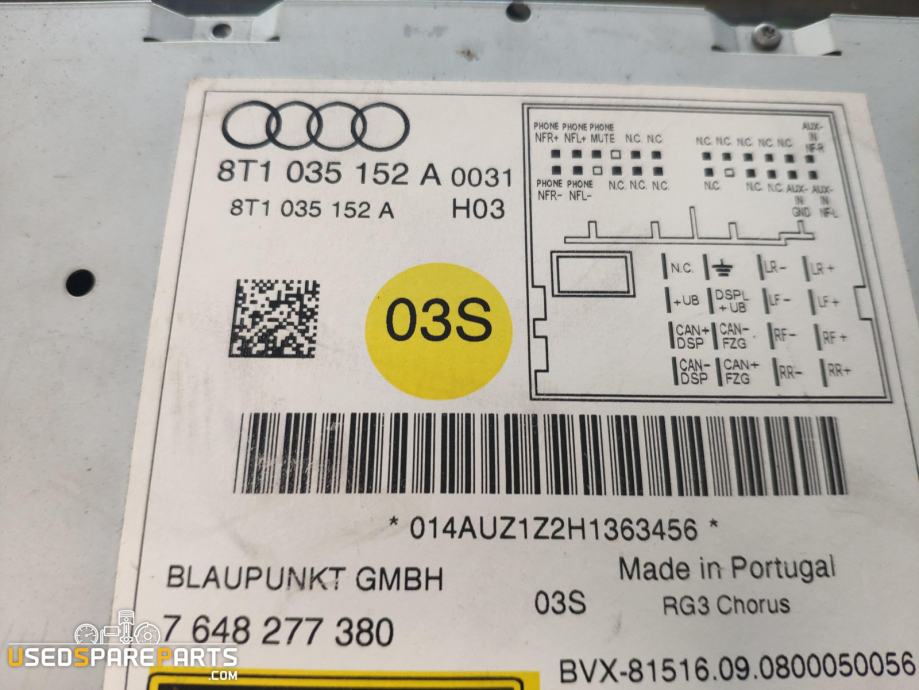 8T1 035 152 A 0031
8T1 035 152 A H03
PHONE PHONE PHONE
NFR+ NFL+ MUTE N.C. N.C.
PHONE PHONE
NFR- NFL- N.C. N.C. N.C.
AUX-
IN
NF-R
N.C. N.C. N.C. N.C. N.C.
N.C. N.C. N.C. AUX- AUX-
IN IN
GND NF-L
N.C. LR- LR+
+UB DSPL
+UB LF- LF+
CAN+
DSP CAN-
FZG RF- RF+
CAN-
DSP CAN+
FZG RR- RR+
03S
* 014AUZ1Z2H1363456 *
BLAUPUNKT GMBH
Made in Portugal
03S RG3 Chorus
7 648 277 380
BVX-81516.09.0800050056
USEDSPAREPARTS
.COM